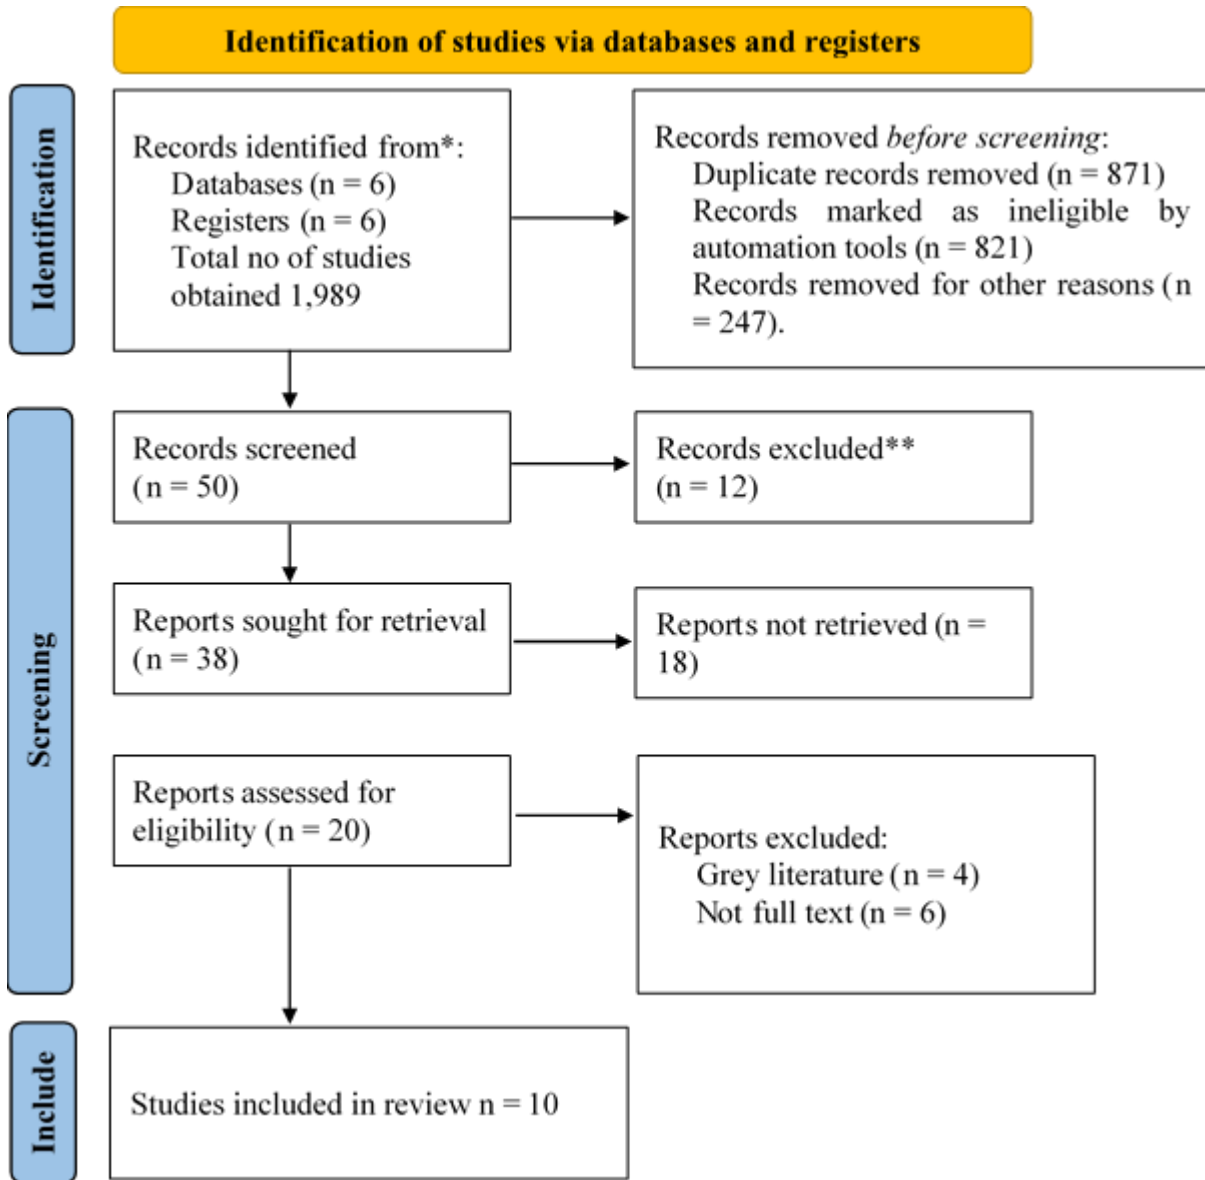 Identification of studies via databases and registers
Identification
Records identified from*:
Databases (n = 6)
Registers (n = 6)
Total no of studies
obtained 1,989
Records removed before screening:
Duplicate records removed (n = 871)
Records marked as ineligible by
automation tools (n = 821)
Records removed for other reasons (n
= 247).
Screening
Records screened
(n = 50)
Records excluded**
(n = 12)
Reports sought for retrieval
(n = 38)
Reports not retrieved (n =
18)
Reports assessed for
eligibility (n = 20)
Reports excluded:
Grey literature (n = 4)
Not full text (n = 6)
Include
Studies included in review n = 10